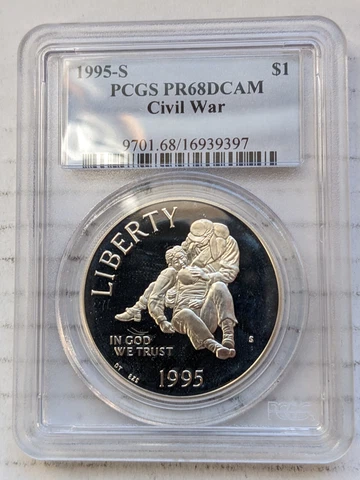 1995-S $1
PCGS PR68DCAM
Civil War
9701.68/16939397
LIBERTY
IN GOD
WE TRUST
S
1995